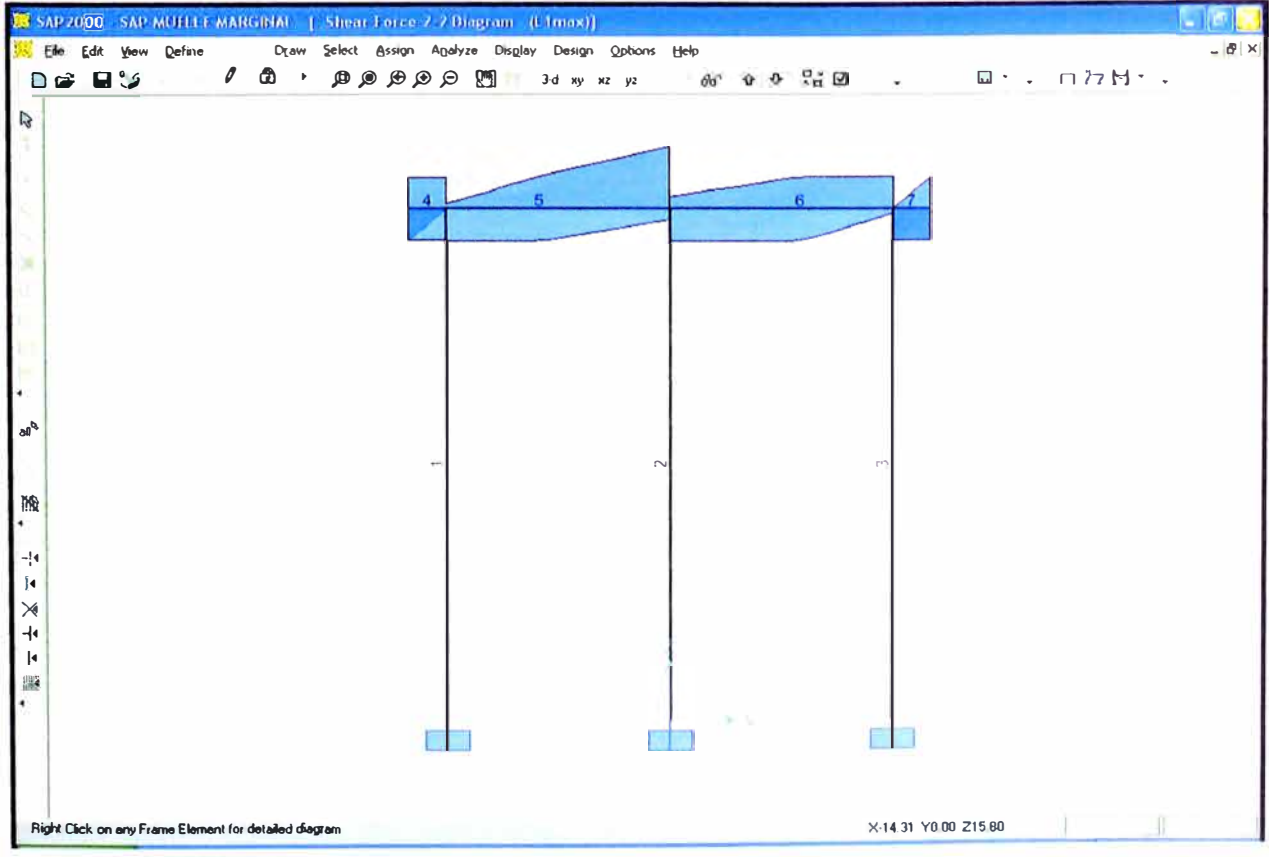 SAP2000 SAP MUELLE MARGINAL [ Shear Force 2-2 Diagram (L1max)]
File Edit View Define Draw Select Assign Analyze Display Design Options Help
3-d xy xz yz
4 5 6 7
all
1 2 3
Right Click on any Frame Element for detailed diagram
X-14.31 Y0.00 Z15.80